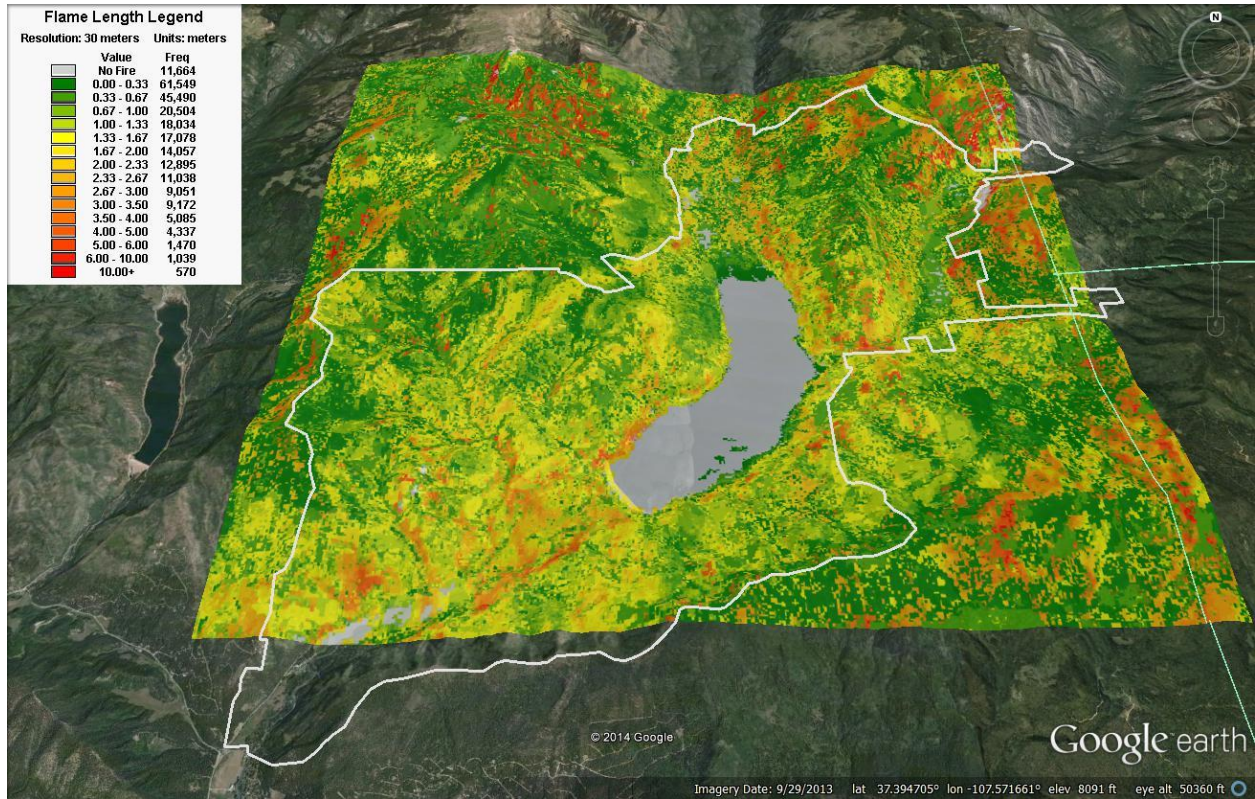 Flame Length Legend
Resolution: 30 meters Units: meters
Value Freq
No Fire 11,664
0.00 - 0.33 61,549
0.33 - 0.67 45,490
0.67 - 1.00 20,504
1.00 - 1.33 18,034
1.33 - 1.67 17,078
1.67 - 2.00 14,057
2.00 - 2.33 12,895
2.33 - 2.67 11,038
2.67 - 3.00 9,051
3.00 - 3.50 9,172
3.50 - 4.00 5,085
4.00 - 5.00 4,337
5.00 - 6.00 1,470
6.00 - 10.00 1,039
10.00+ 570
N
© 2014 Google
Google earth
Imagery Date: 9/29/2013 lat 37.394705° lon -107.571661° elev 8091 ft eye alt 50360 ft